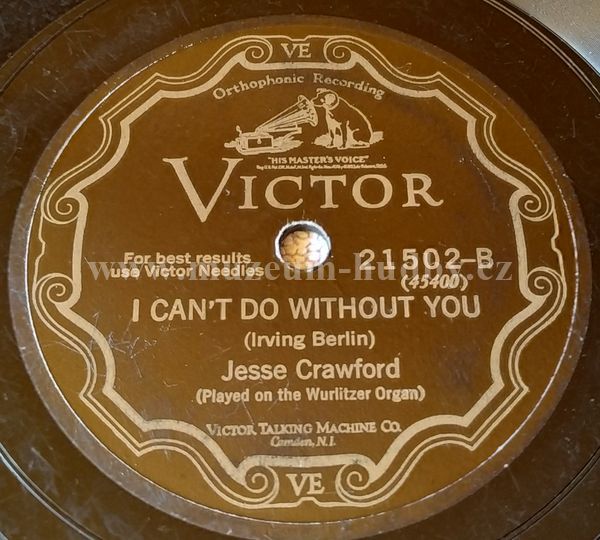 VE
Orthophonic Recording
"HIS MASTER'S VOICE"
VICTOR
For best results
use Victor Needles
21502-B
(45400)
www.muzeum-hudby.cz
I CAN'T DO WITHOUT YOU
(Irving Berlin)
Jesse Crawford
(Played on the Wurlitzer Organ)
VICTOR TALKING MACHINE CO.
Camden, N.J.
VE